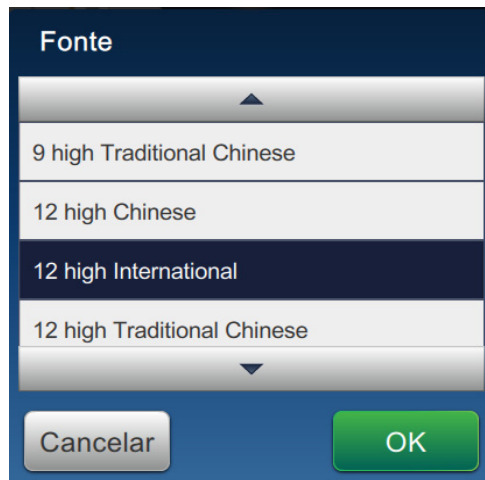 Fonte
9 high Traditional Chinese
12 high Chinese
12 high International
12 high Traditional Chinese
Cancelar
OK